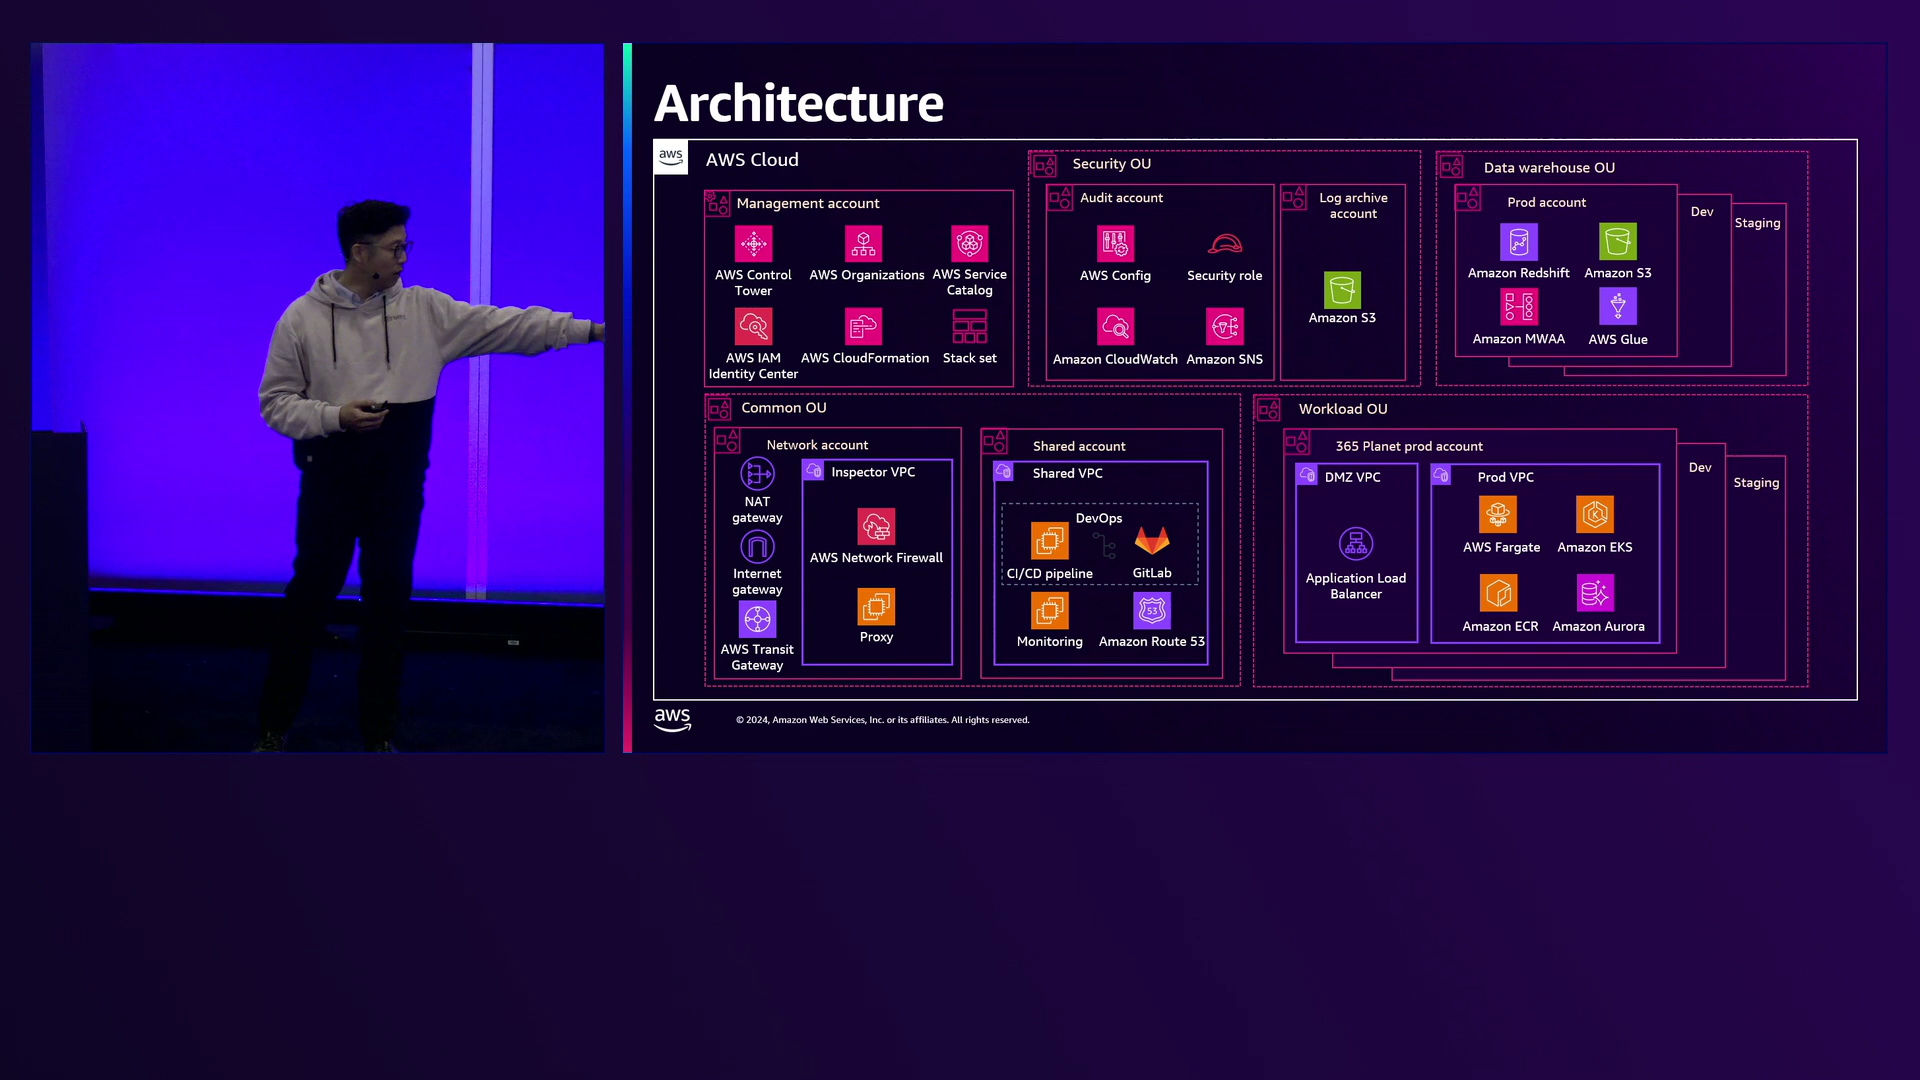 Architecture
aws
AWS Cloud
Management account
AWS Control
Tower
AWS Organizations
AWS Service
Catalog
AWS IAM
Identity Center
AWS CloudFormation
Stack set
Security OU
Audit account
AWS Config
Security role
Amazon CloudWatch
Amazon SNS
Log archive
account
Amazon S3
Data warehouse OU
Prod account
Amazon Redshift
Amazon S3
Amazon MWAA
AWS Glue
Dev
Staging
Common OU
Network account
NAT
gateway
Internet
gateway
AWS Transit
Gateway
Inspector VPC
AWS Network Firewall
Proxy
Shared account
Shared VPC
DevOps
CI/CD pipeline
GitLab
Monitoring
53
Amazon Route 53
Workload OU
365 Planet prod account
DMZ VPC
Application Load
Balancer
Prod VPC
AWS Fargate
Amazon EKS
Amazon ECR
Amazon Aurora
Dev
Staging
aws
© 2024, Amazon Web Services, Inc. or its affiliates. All rights reserved.